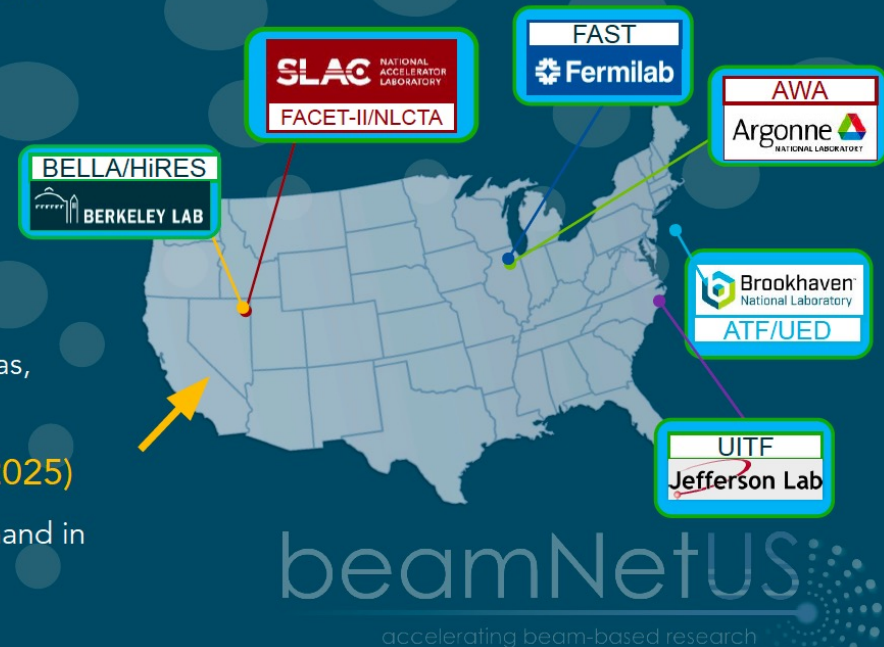 FAST
Fermilab
SLAC NATIONAL
ACCELERATOR
LABORATORY
FACET-II/NLCTA
AWA
Argonne
NATIONAL LABORATORY
BELLA/HiRES
BERKELEY LAB
Brookhaven
National Laboratory
ATF/UED
as,
2025)
UITF
Jefferson Lab
and in
beamNetUS
accelerating beam-based research